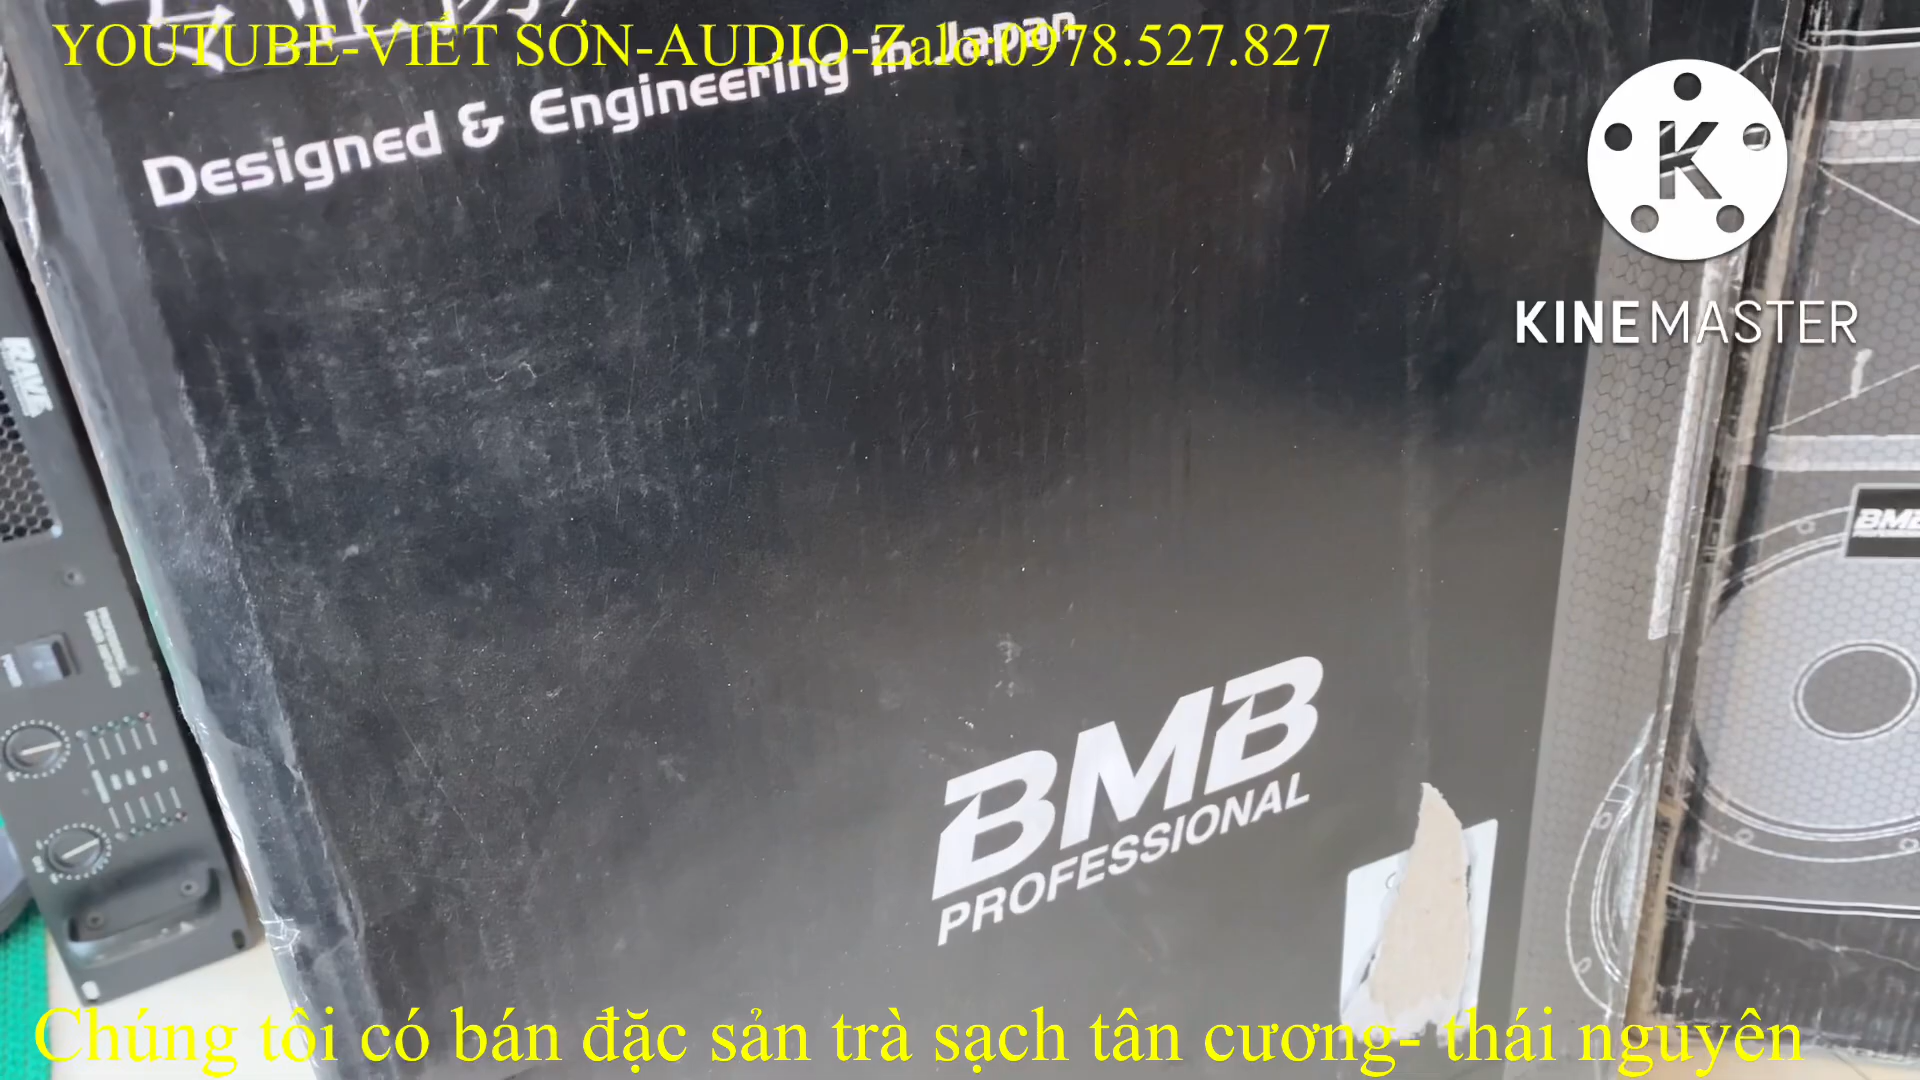 YOUTUBE-VIẾT SƠN-AUDIO-Zalo:0978.527.827
Designed & Engineering in Japan
KINEMASTER
BMB
BMB
PROFESSIONAL
Chúng tôi có bán đặc sản trà sạch tân cương- thái nguyên